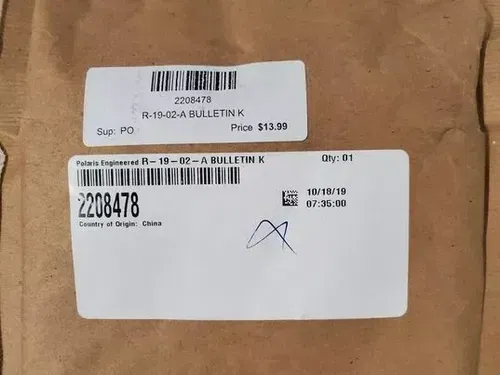 2208478
R-19-02-A BULLETIN K
Sup: PO Price $13.99
Polaris Engineered R-19-02-A BULLETIN K Qty: 01
2208478 10/18/19
07:35:00
Country of Origin: China